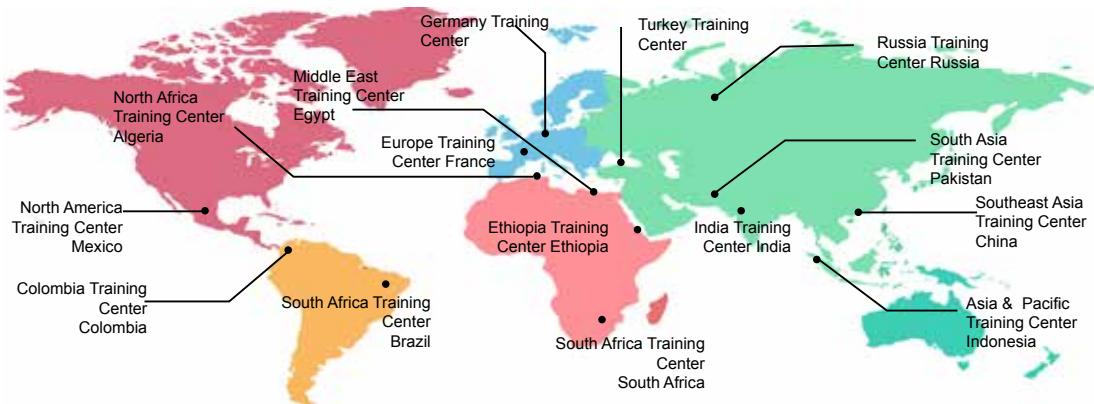 Germany Training
Center
Turkey Training
Center
Russia Training
Center Russia
Middle East
Training Center
Egypt
North Africa
Training Center
Algeria
Europe Training
Center France
South Asia
Training Center
Pakistan
North America
Training Center
Mexico
Ethiopia Training
Center Ethiopia
India Training
Center India
Southeast Asia
Training Center
China
Colombia Training
Center
Colombia
South Africa Training
Center
Brazil
South Africa Training
Center
South Africa
Asia & Pacific
Training Center
Indonesia